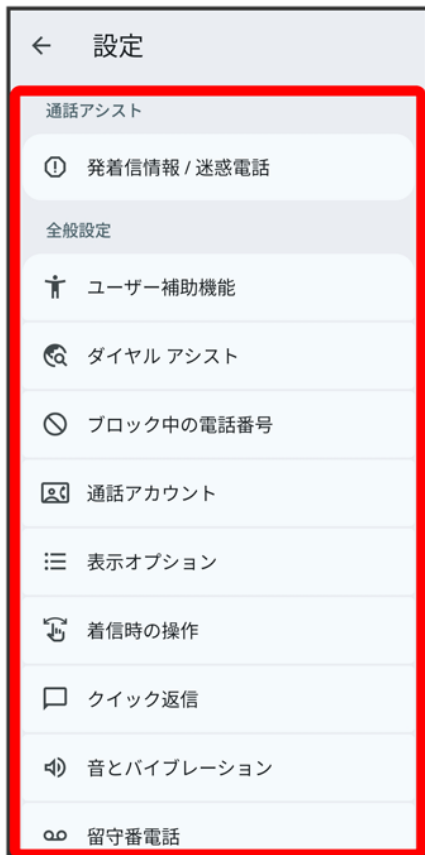 設定
通話アシスト
発着信情報 / 迷惑電話
全般設定
ユーザー補助機能
ダイヤル アシスト
ブロック中の電話番号
通話アカウント
表示オプション
着信時の操作
クイック返信
音とバイブレーション
留守番電話